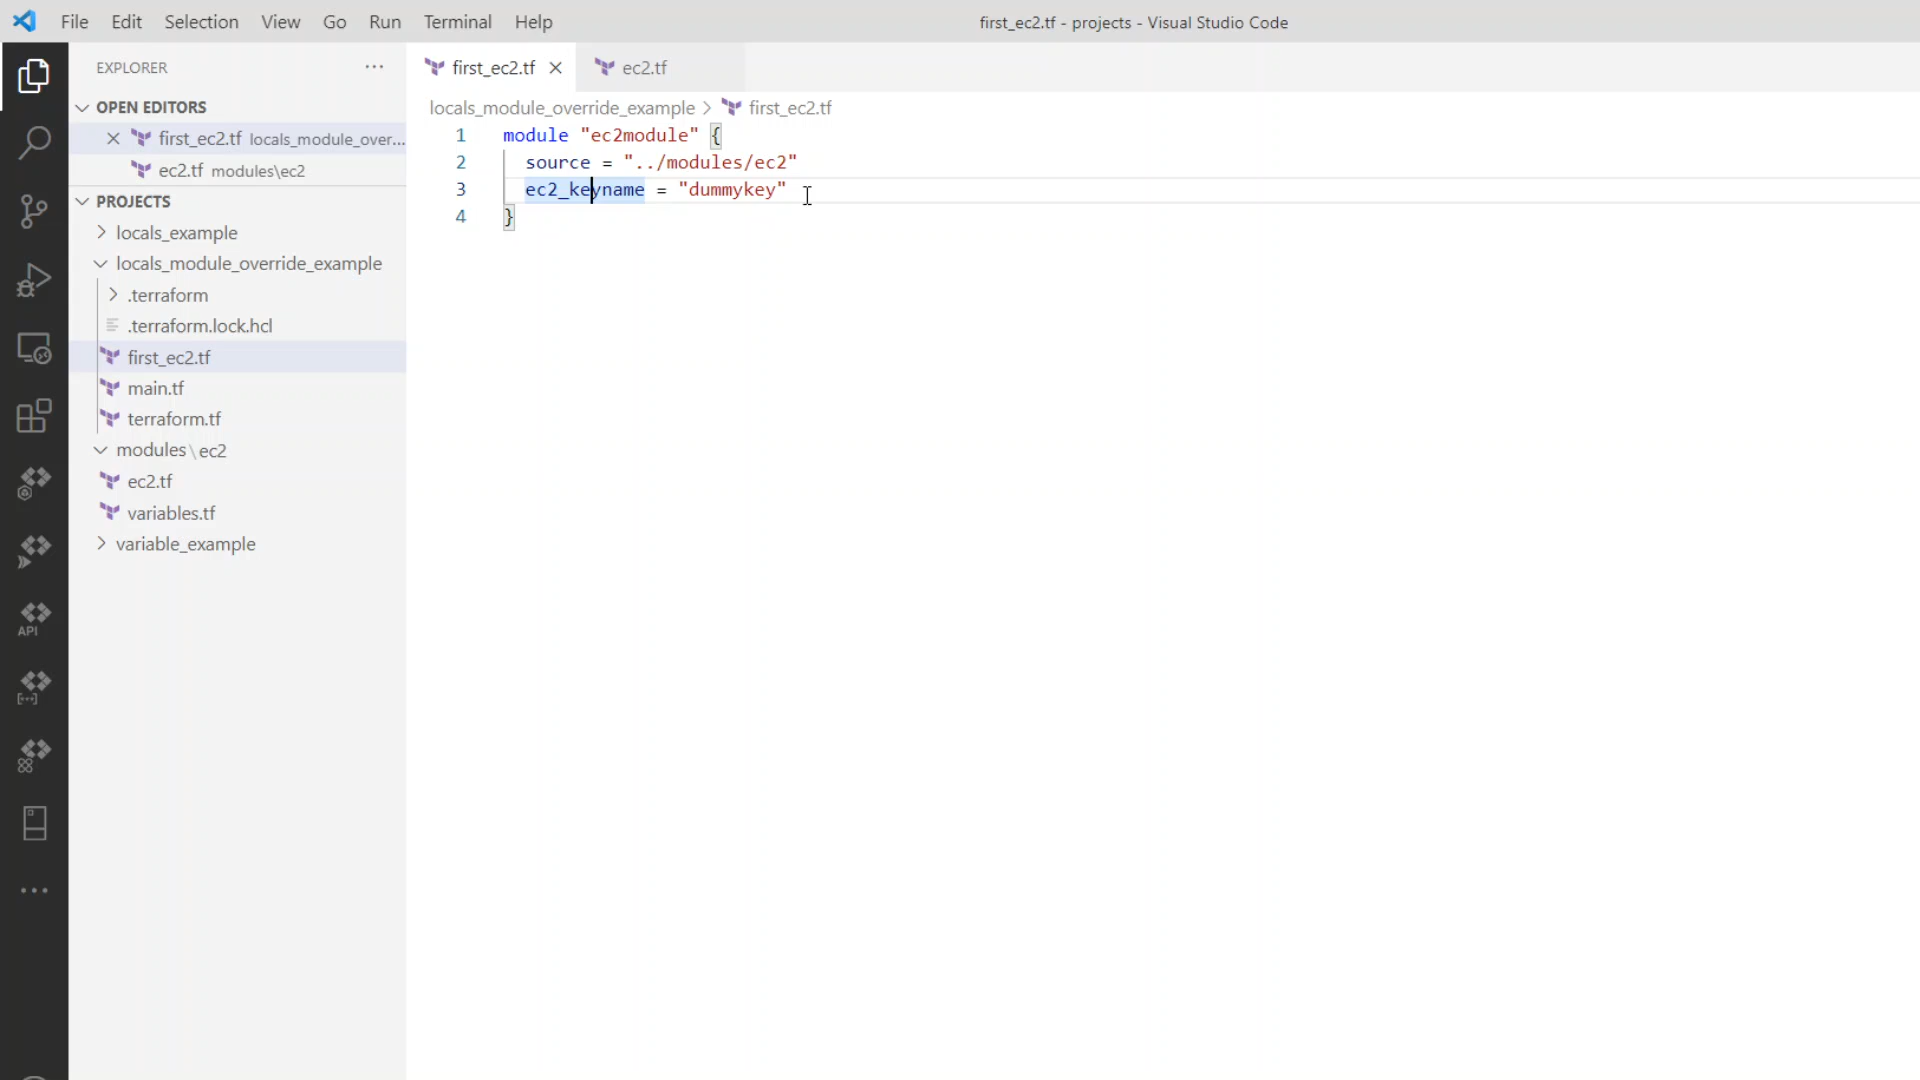 File Edit Selection View Go Run Terminal Help
first_ec2.tf - projects - Visual Studio Code
EXPLORER
OPEN EDITORS
first_ec2.tf locals_module_over...
ec2.tf modules\ec2
PROJECTS
locals_example
locals_module_override_example
.terraform
.terraform.lock.hcl
first_ec2.tf
main.tf
terraform.tf
modules\ec2
ec2.tf
variables.tf
variable_example
API
first_ec2.tf
ec2.tf
locals_module_override_example > first_ec2.tf
1 module "ec2module" {
2 source = "../modules/ec2"
3 ec2_keyname = "dummykey"
4 }